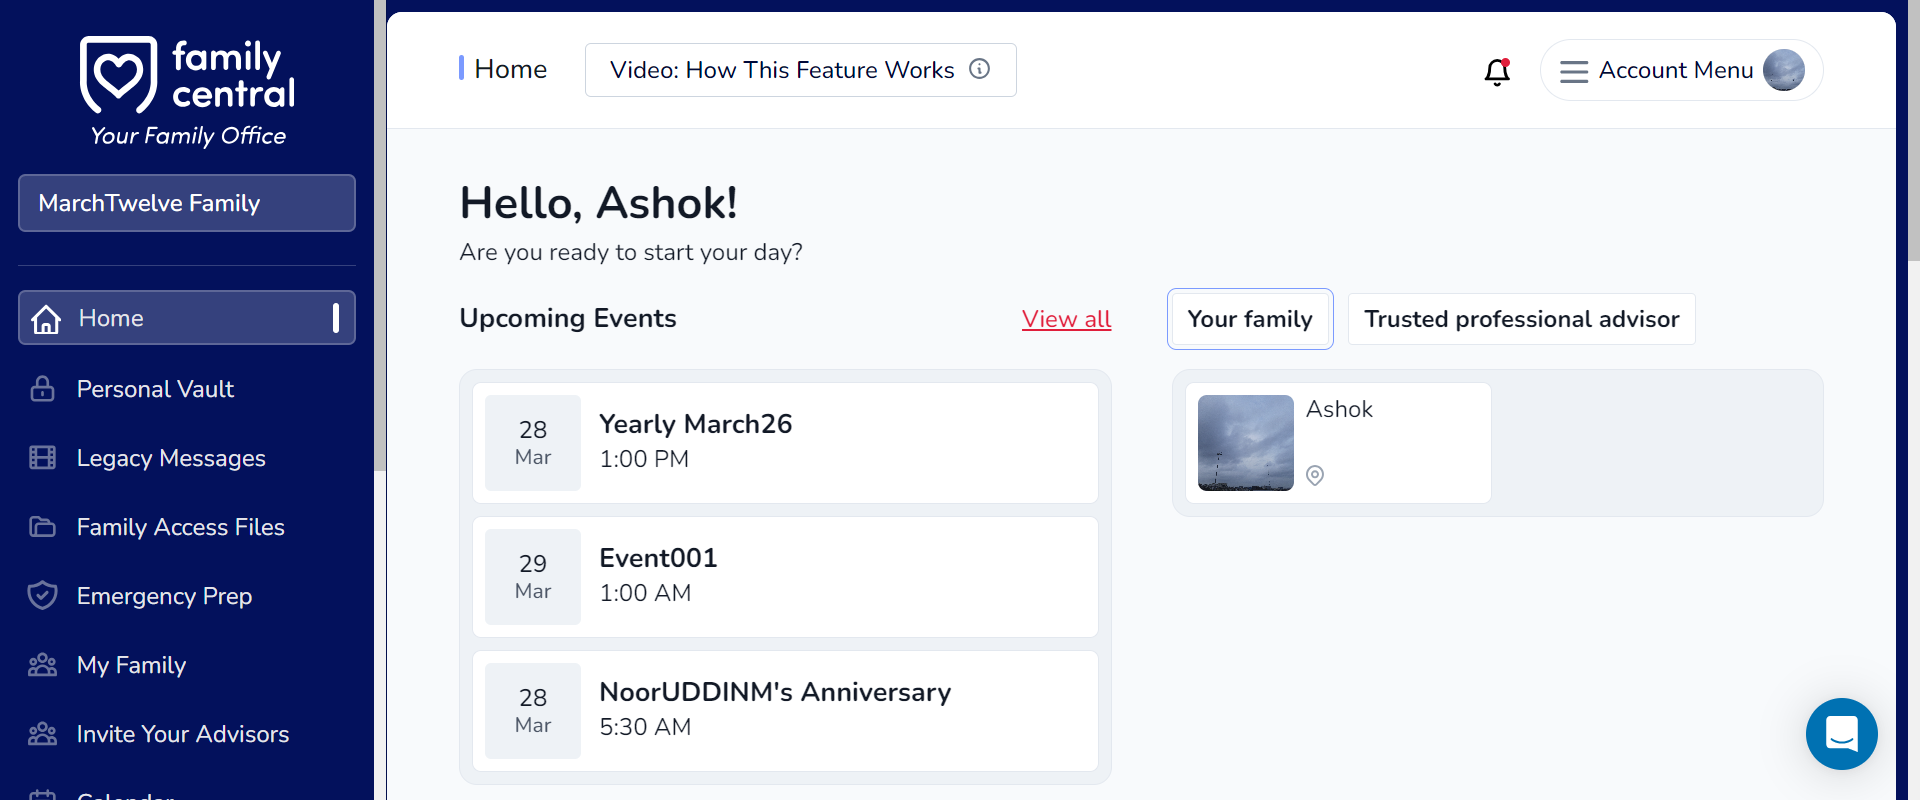 family
central
Your Family Office
MarchTwelve Family
Home
Personal Vault
Legacy Messages
Family Access Files
Emergency Prep
My Family
Invite Your Advisors
Calendar
Home
Video: How This Feature Works
Account Menu
Hello, Ashok!
Are you ready to start your day?
Upcoming Events
View all
28
Mar
Yearly March26
1:00 PM
29
Mar
Event001
1:00 AM
28
Mar
NoorUDDINM's Anniversary
5:30 AM
Your family
Trusted professional advisor
Ashok